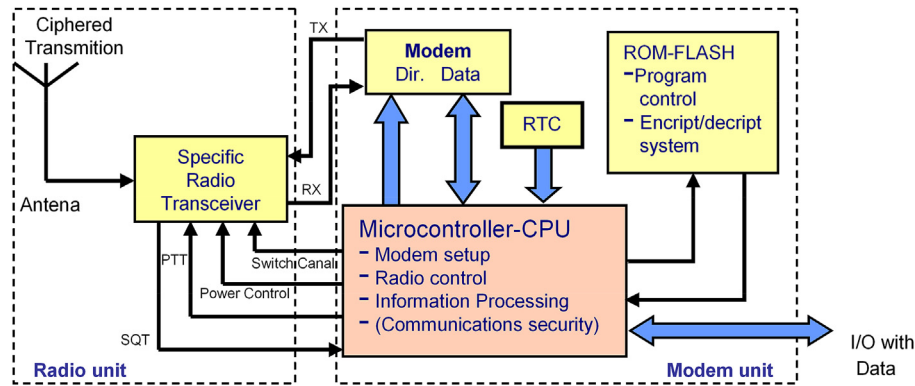 Ciphered
Transmition
Antena
Specific
Radio
Transceiver
TX
RX
PTT
SQT
Switch Canal
Power Control
Radio unit
Modem
Dir. Data
RTC
ROM-FLASH
-Program
control
- Encript/decript
system
Microcontroller-CPU
- Modem setup
- Radio control
- Information Processing
- (Communications security)
I/O with
Data
Modem unit